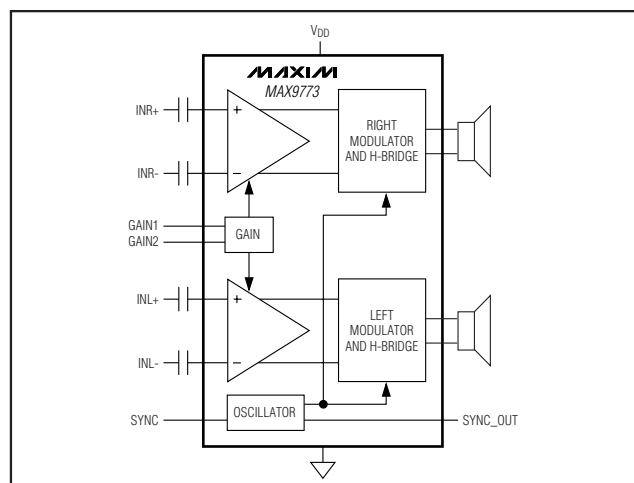 VDD
MAXIM
MAX9773
INR+
+
RIGHT
MODULATOR
AND H-BRIDGE
INR-
−
GAIN1
GAIN2
GAIN
INL+
+
LEFT
MODULATOR
AND H-BRIDGE
INL-
−
SYNC
OSCILLATOR
SYNC_OUT